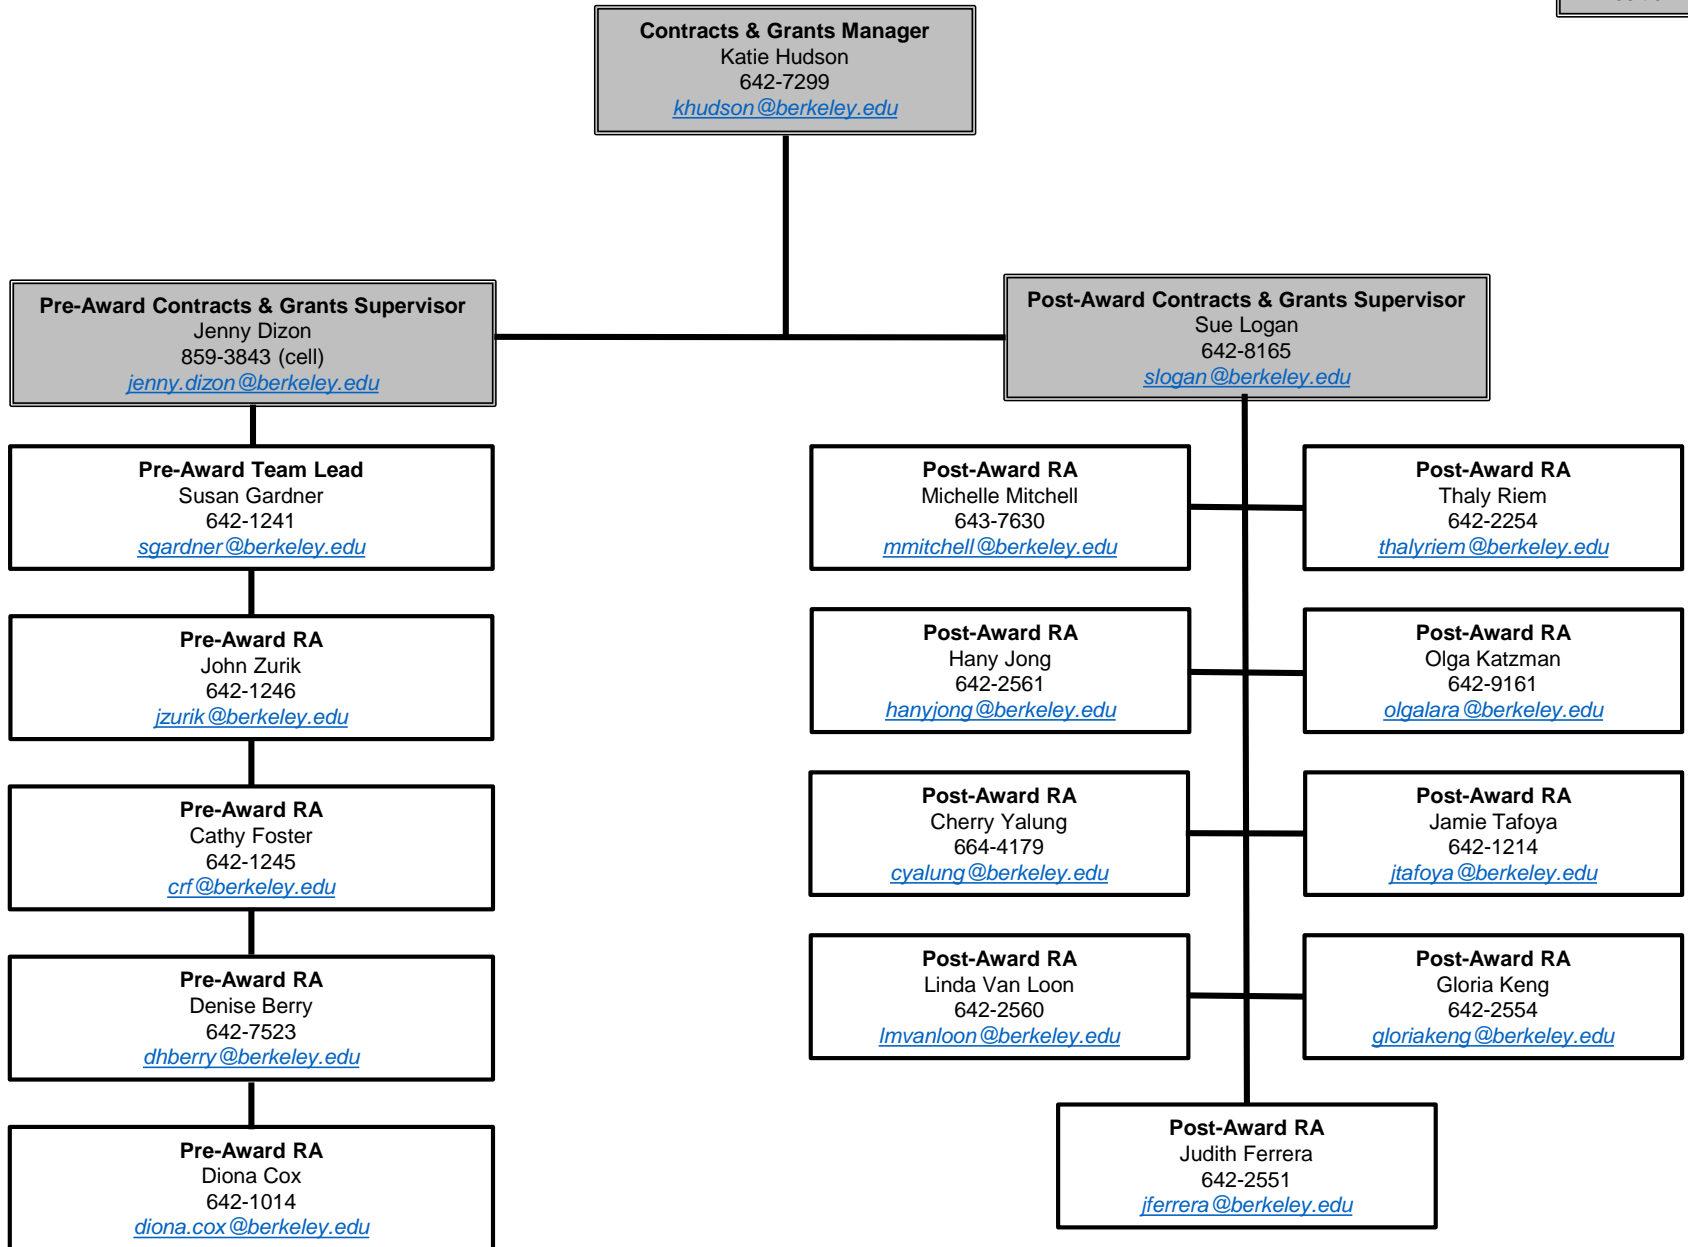 Contracts & Grants Manager
Katie Hudson
642-7299
khudson@berkeley.edu
Pre-Award Contracts & Grants Supervisor
Jenny Dizon
859-3843 (cell)
jenny.dizon@berkeley.edu
Post-Award Contracts & Grants Supervisor
Sue Logan
642-8165
slogan@berkeley.edu
Pre-Award Team Lead
Susan Gardner
642-1241
sgardner@berkeley.edu
Pre-Award RA
John Zurik
642-1246
jzurik@berkeley.edu
Pre-Award RA
Cathy Foster
642-1245
crf@berkeley.edu
Pre-Award RA
Denise Berry
642-7523
dhberry@berkeley.edu
Pre-Award RA
Diona Cox
642-1014
diona.cox@berkeley.edu
Post-Award RA
Michelle Mitchell
643-7630
mmitchell@berkeley.edu
Post-Award RA
Thaly Riem
642-2254
thalyriem@berkeley.edu
Post-Award RA
Hany Jong
642-2561
hanyjong@berkeley.edu
Post-Award RA
Olga Katzman
642-9161
olgalara@berkeley.edu
Post-Award RA
Cherry Yalung
664-4179
cyalung@berkeley.edu
Post-Award RA
Jamie Tafoya
642-1214
jtafoya@berkeley.edu
Post-Award RA
Linda Van Loon
642-2560
lmvanloon@berkeley.edu
Post-Award RA
Gloria Keng
642-2554
gloriakeng@berkeley.edu
Post-Award RA
Judith Ferrera
642-2551
jferrera@berkeley.edu